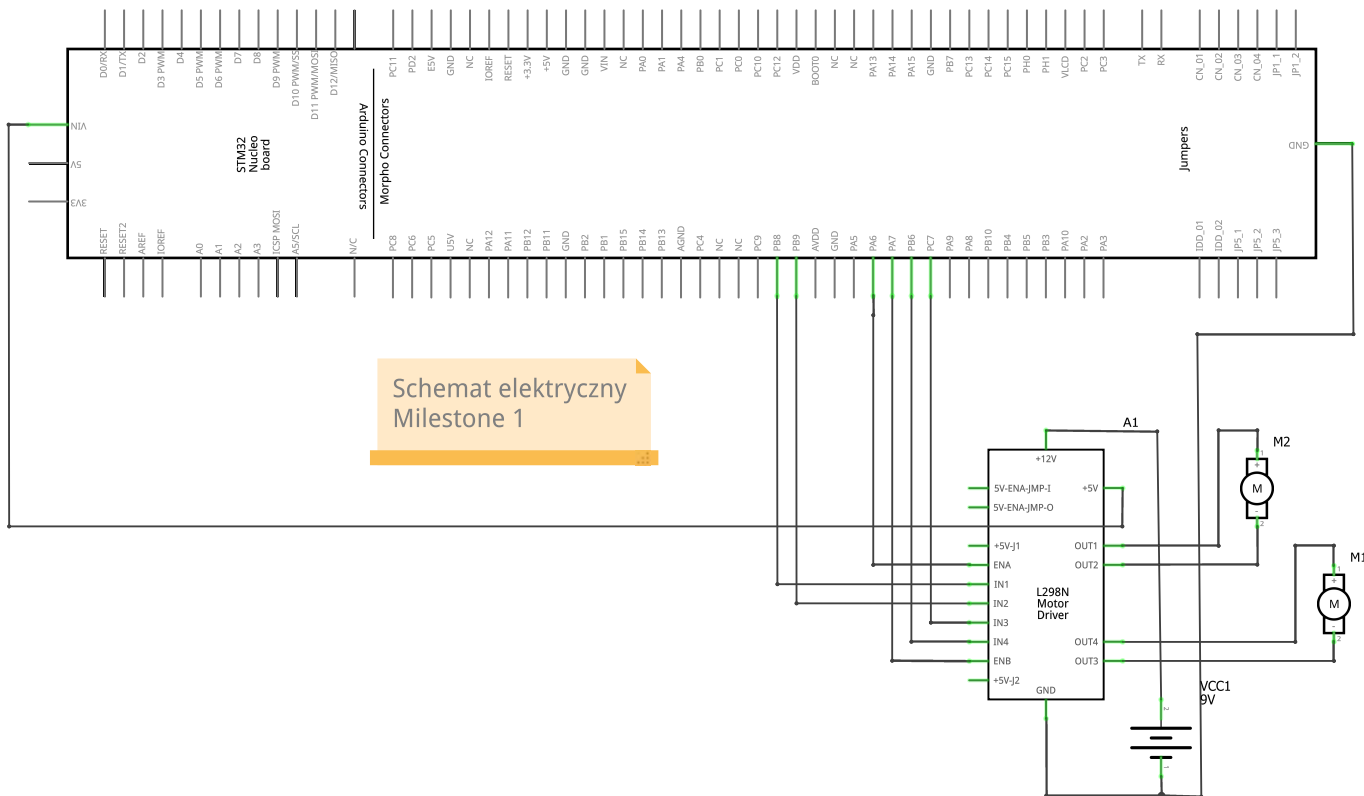 D0/RX
D1/TX
D2
D3 PWM
D4
D5 PWM
D6 PWM
D7
D8
D9 PWM
D10 PWM/SS
D11 PWM/MOSI
D12/MISO
PC11
PD2
E5V
GND
NC
IOREF
RESET
+3.3V
+5V
GND
GND
VIN
NC
PA0
PA1
PA4
PB0
PC1
PC0
PC10
PC12
VDD
BOOT0
NC
NC
PA13
PA14
PA15
GND
PB7
PC13
PC14
PC15
PH0
PH1
VLCD
PC2
PC3
TX
RX
CN_01
CN_02
CN_03
CN_04
JP1_1
JP1_2
VIN
5V
3V3
STM32
Nucleo
board
Arduino Connectors
Morpho Connectors
Jumpers
GND
RESET
RESET2
AREF
IOREF
A0
A1
A2
A3
ICSP MOSI
A5/SCL
N/C
PC8
PC6
PC5
U5V
NC
PA12
PA11
PB12
PB11
GND
PB2
PB1
PB15
PB14
PB13
AGND
PC4
NC
NC
PC9
PB8
PB9
AVDD
GND
PA5
PA6
PA7
PB6
PC7
PA9
PA8
PB10
PB4
PB5
PB3
PA10
PA2
PA3
IDD_01
IDD_02
JP5_1
JP5_2
JP5_3
Schemat elektryczny
Milestone 1
A1
+12V
5V-ENA-JMP-I
5V-ENA-JMP-O
+5V-J1
ENA
IN1
IN2
IN3
IN4
ENB
+5V-J2
+5V
OUT1
OUT2
OUT4
OUT3
GND
L298N
Motor
Driver
M2
1
+
M
-
2
M1
1
+
M
-
2
VCC1
9V
2
1